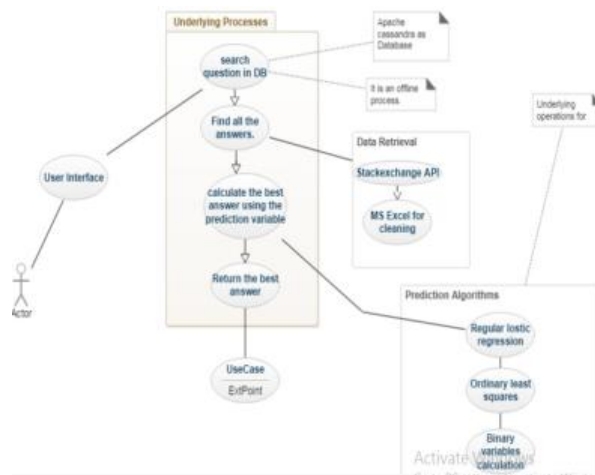 Underlying Processes
Apache
cassandra as
Database
search
question in DB
It is an offline
process.
Underlying
operations for
Find all the
answers.
Data Retrieval
Stackexchange API
User Interface
calculate the best
answer using the
prediction variable
MS Excel for
cleaning
Actor
Return the best
answer
Prediction Algorithms
Regular lostic
regression
UseCase
ExtPoint
Ordinary least
squares
Binary
variables
calculation
Activate Windows